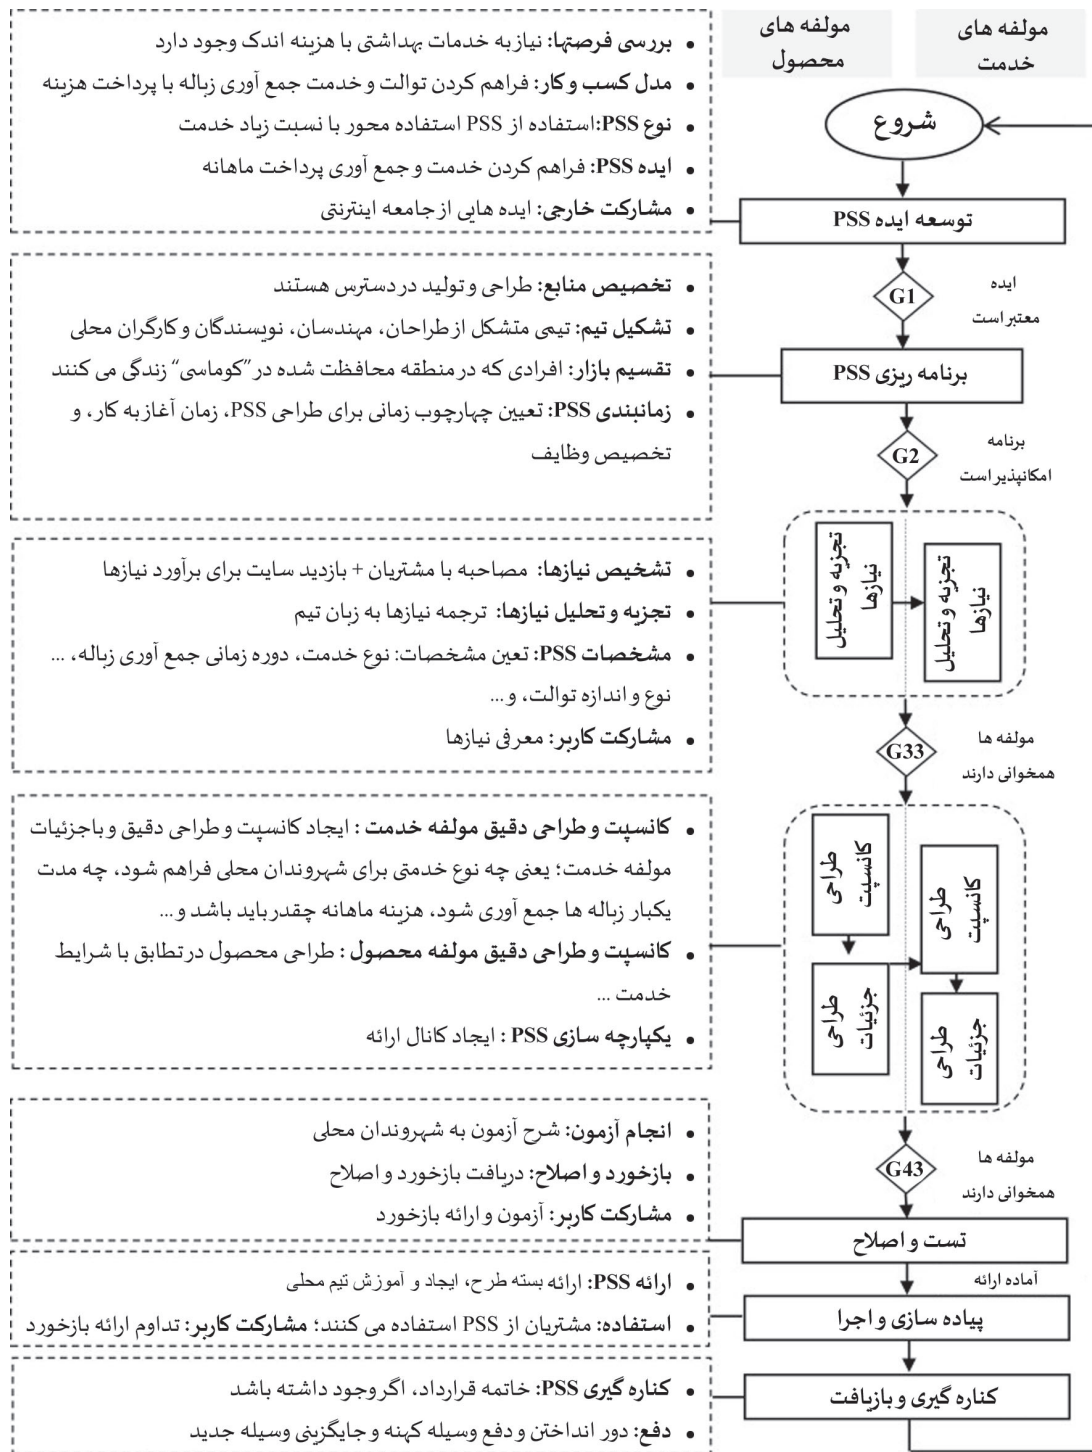 مولفه های
خدمت
مولفه های
محصول
شروع
توسعه ایده PSS
G1
ایده
معتبر است
برنامه ریزی PSS
G2
برنامه
امکانپذیر است
تجزیه و تحلیل
نیازها
تجزیه و تحلیل
نیازها
G33
مولفه ها
همخوانی دارند
طراحی
کانسپت
طراحی
کانسپت
طراحی
جزئیات
طراحی
جزئیات
G43
مولفه ها
همخوانی دارند
تست و اصلاح
آماده ارائه
پیاده سازی و اجرا
کناره گیری و بازیافت
• بررسی فرصتها: نیاز به خدمات بهداشتی با هزینه اندک وجود دارد
• مدل کسب و کار: فراهم کردن توالت و خدمت جمع آوری زباله با پرداخت هزینه
• نوع PSS:استفاده از PSS استفاده محور با نسبت زیاد خدمت
• ایده PSS: فراهم کردن خدمت و جمع آوری پرداخت ماهانه
• مشارکت خارجی: ایده هایی از جامعه اینترنتی
• تخصیص منابع: طراحی و تولید در دسترس هستند
• تشکیل تیم: تیمی متشکل از طراحان، مهندسان، نویسندگان و کارگران محلی
• تقسیم بازار: افرادی که در منطقه محافظت شده در "کوماسی" زندگی می کنند
• زمانبندی PSS: تعیین چهارچوب زمانی برای طراحی PSS، زمان آغاز به کار، و
تخصیص وظایف
• تشخیص نیازها: مصاحبه با مشتریان + بازدید سایت برای برآورد نیازها
• تجزیه و تحلیل نیازها: ترجمه نیازها به زبان تیم
• مشخصات PSS: تعین مشخصات: نوع خدمت، دوره زمانی جمع آوری زباله، ...
نوع و اندازه توالت، و ...
• مشارکت کاربر: معرفی نیازها
• کانسپت و طراحی دقیق مولفه خدمت : ایجاد کانسپت و طراحی دقیق و باجزئیات
مولفه خدمت؛ یعنی چه نوع خدمتی برای شهروندان محلی فراهم شود، چه مدت
یکبار زباله ها جمع آوری شود، هزینه ماهانه چقدر باید باشد و...
• کانسپت و طراحی دقیق مولفه محصول : طراحی محصول در تطابق با شرایط
خدمت ...
• یکپارچه سازی PSS : ایجاد کانال ارائه
• انجام آزمون: شرح آزمون به شهروندان محلی
• بازخورد و اصلاح: دریافت بازخورد و اصلاح
• مشارکت کاربر: آزمون و ارائه بازخورد
• ارائه PSS: ارائه بسته طرح، ایجاد و آموزش تیم محلی
• استفاده: مشتریان از PSS استفاده می کنند؛ مشارکت کاربر: تداوم ارائه بازخورد
• کناره گیری PSS: خاتمه قرارداد، اگر وجود داشته باشد
• دفع: دور انداختن و دفع وسیله کهنه و جایگزینی وسیله جدید